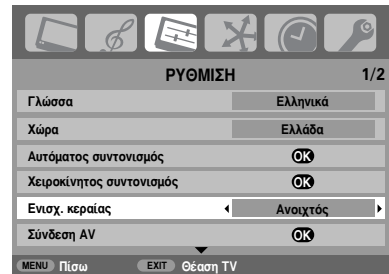 ΡΥΘΜΙΣΗ 1/2
Γλώσσα Ελληνικά
Χώρα Ελλάδα
Αυτόματος συντονισμός OK
Χειροκίνητος συντονισμός OK
Ενισχ. κεραίας Ανοιχτός
Σύνδεση AV OK
MENU Πίσω EXIT Θέαση TV